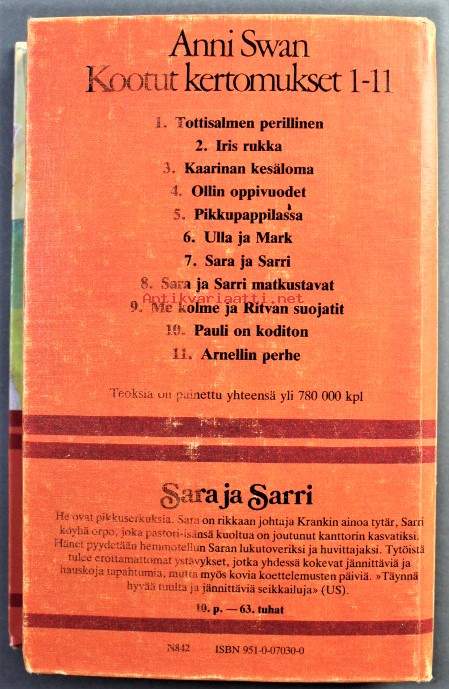 Anni Swan
Kootut kertomukset 1-11
1. Tottisalmen perillinen
2. Iris rukka
3. Kaarinan kesäloma
4. Ollin oppivuodet
5. Pikkupappilassa
6. Ulla ja Mark
7. Sara ja Sarri
8. Sara ja Sarri matkustavat
Antikvariaatti.net
9. Me kolme ja Ritvan suojatit
10. Pauli on koditon
11. Arnellin perhe
Teoksia on painettu yhteensä yli 780 000 kpl
Sara ja Sarri
He ovat pikkuserkuksia. Sara on rikkaan johtaja Krankin ainoa tytär, Sarri
köyhä orpo, joka pastori-isänsä kuoltua on joutunut kanttorin kasvatiksi.
Hänet pyydetään hemmotellun Saran lukutoveriksi ja huvittajaksi. Tytöistä
tulee erottamattomat ystävykset, jotka yhdessä kokevat jännittäviä ja
hauskoja tapahtumia, mutta myös kovia koettelemusten päiviä. »Täynnä
hyvää tuulta ja jännittäviä seikkailuja» (US).
10. p. — 63. tuhat
N842 ISBN 951-0-07030-0